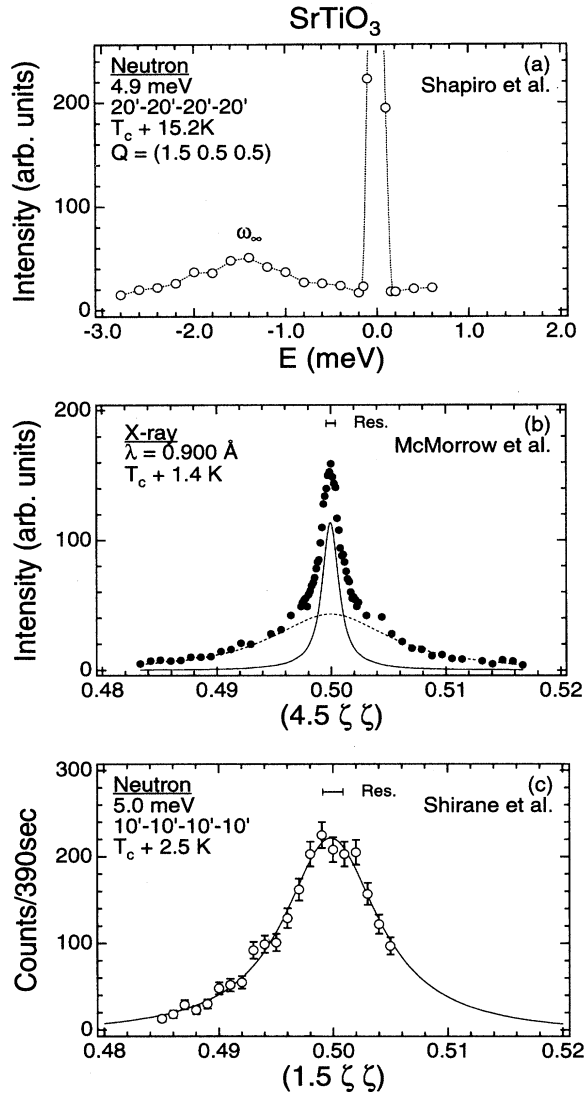 SrTiO₃
(a)
Neutron
4.9 meV
20'-20'-20'-20'
T꜀ + 15.2K
Q = (1.5 0.5 0.5)
Shapiro et al.
ω∞
Intensity (arb. units)
200
100
0
-3.0 -2.0 -1.0 0.0 1.0 2.0
E (meV)
(b)
X-ray
λ = 0.900 Å
T꜀ + 1.4 K
Res.
McMorrow et al.
Intensity (arb. units)
200
100
0
0.48 0.49 0.50 0.51 0.52
(4.5 ζ ζ)
(c)
Neutron
5.0 meV
10'-10'-10'-10'
T꜀ + 2.5 K
Res.
Shirane et al.
Counts/390sec
300
200
100
0
0.48 0.49 0.50 0.51 0.52
(1.5 ζ ζ)